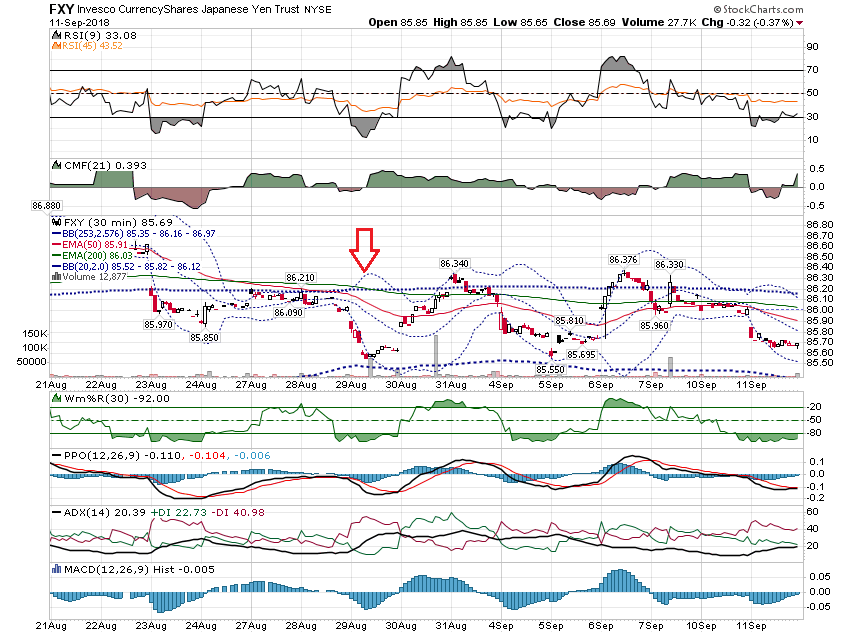 FXY Invesco CurrencyShares Japanese Yen Trust NYSE
© StockCharts.com
11-Sep-2018
Open 85.85 High 85.85 Low 85.65 Close 85.69 Volume 27.7K Chg -0.32 (-0.37%)
RSI(9) 33.08
RSI(45) 43.52
90
70
50
30
10
CMF(21) 0.393
0.5
0.0
-0.5
86.880
FXY (30 min) 85.69
BB(253,2.576) 85.35 - 86.16 - 86.97
EMA(50) 85.91
EMA(200) 86.03
BB(20,2.0) 85.52 - 85.82 - 86.12
Volume 12,877
86.80
86.70
86.60
86.50
86.40
86.30
86.20
86.10
86.00
85.90
85.80
85.70
85.60
85.50
150K
100K
50000
85.970
85.850
86.210
86.090
86.340
85.550
85.810
85.695
86.376
85.960
86.330
21Aug 22Aug 23Aug 24Aug 27Aug 28Aug 29Aug 30Aug 31Aug 4Sep 5Sep 6Sep 7Sep 10Sep 11Sep
Wm%R(30) -92.00
-20
-50
-80
PPO(12,26,9) -0.110, -0.104, -0.006
0.1
0.0
-0.1
-0.2
ADX(14) 20.39 +DI 22.73 -DI 40.98
60
40
20
MACD(12,26,9) Hist -0.005
0.05
0.00
-0.05
21Aug 22Aug 23Aug 24Aug 27Aug 28Aug 29Aug 30Aug 31Aug 4Sep 5Sep 6Sep 7Sep 10Sep 11Sep